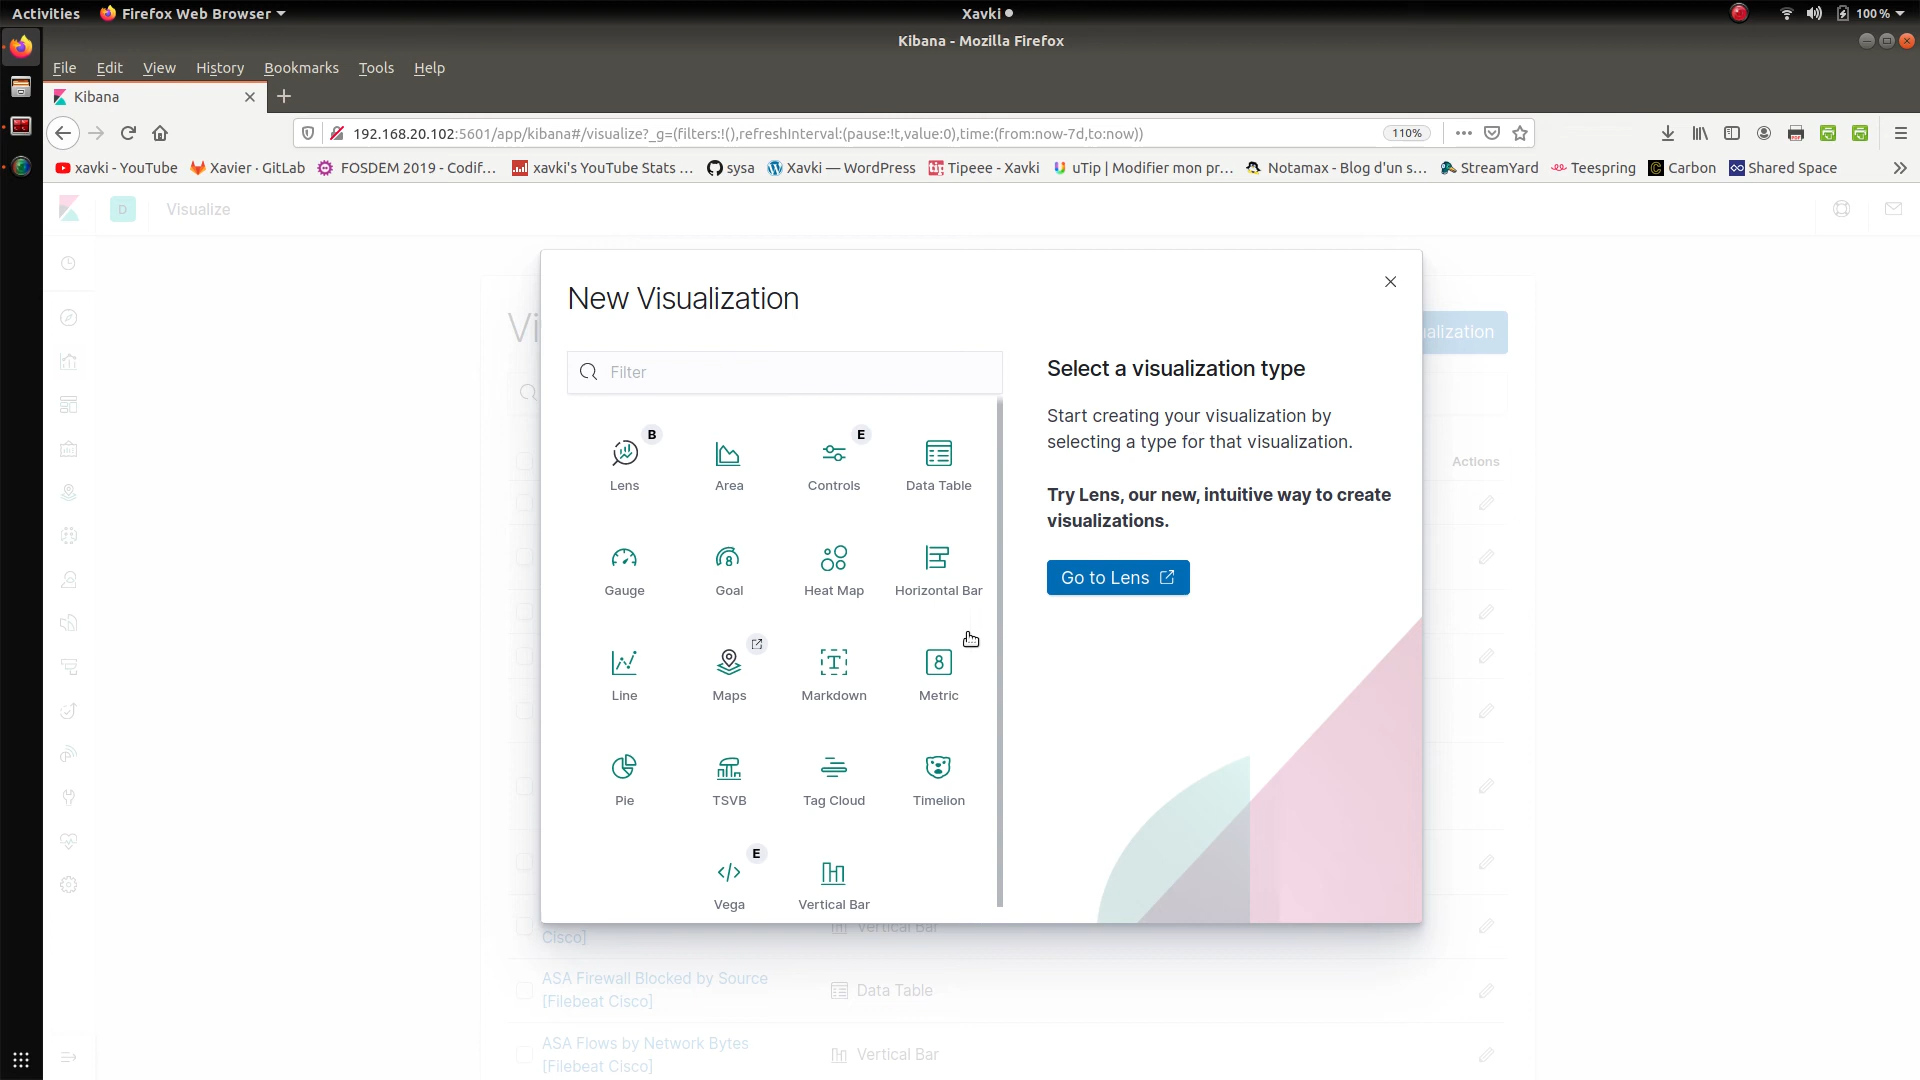 Activities
Firefox Web Browser
Xavki
100 %
Kibana - Mozilla Firefox
File Edit View History Bookmarks Tools Help
Kibana
192.168.20.102:5601/app/kibana#/visualize?_g=(filters:!(),refreshInterval:(pause:!t,value:0),time:(from:now-7d,to:now))
110%
xavki - YouTube
Xavier · GitLab
FOSDEM 2019 - Codif...
xavki's YouTube Stats ...
sysa
Xavki — WordPress
Tipeee - Xavki
uTip | Modifier mon pr...
Notamax - Blog d'un s...
StreamYard
Teespring
Carbon
Shared Space
D
Visualize
Vi
alization
New Visualization
Filter
B
E
Lens Area Controls Data Table
8
Gauge Goal Heat Map Horizontal Bar
T
8
Line Maps Markdown Metric
Pie TSVB Tag Cloud Timelion
E
Vega Vertical Bar
Select a visualization type
Start creating your visualization by
selecting a type for that visualization.
Try Lens, our new, intuitive way to create
visualizations.
Go to Lens
Actions
Cisco]
Vertical Bar
ASA Firewall Blocked by Source
[Filebeat Cisco]
Data Table
ASA Flows by Network Bytes
[Filebeat Cisco]
Vertical Bar